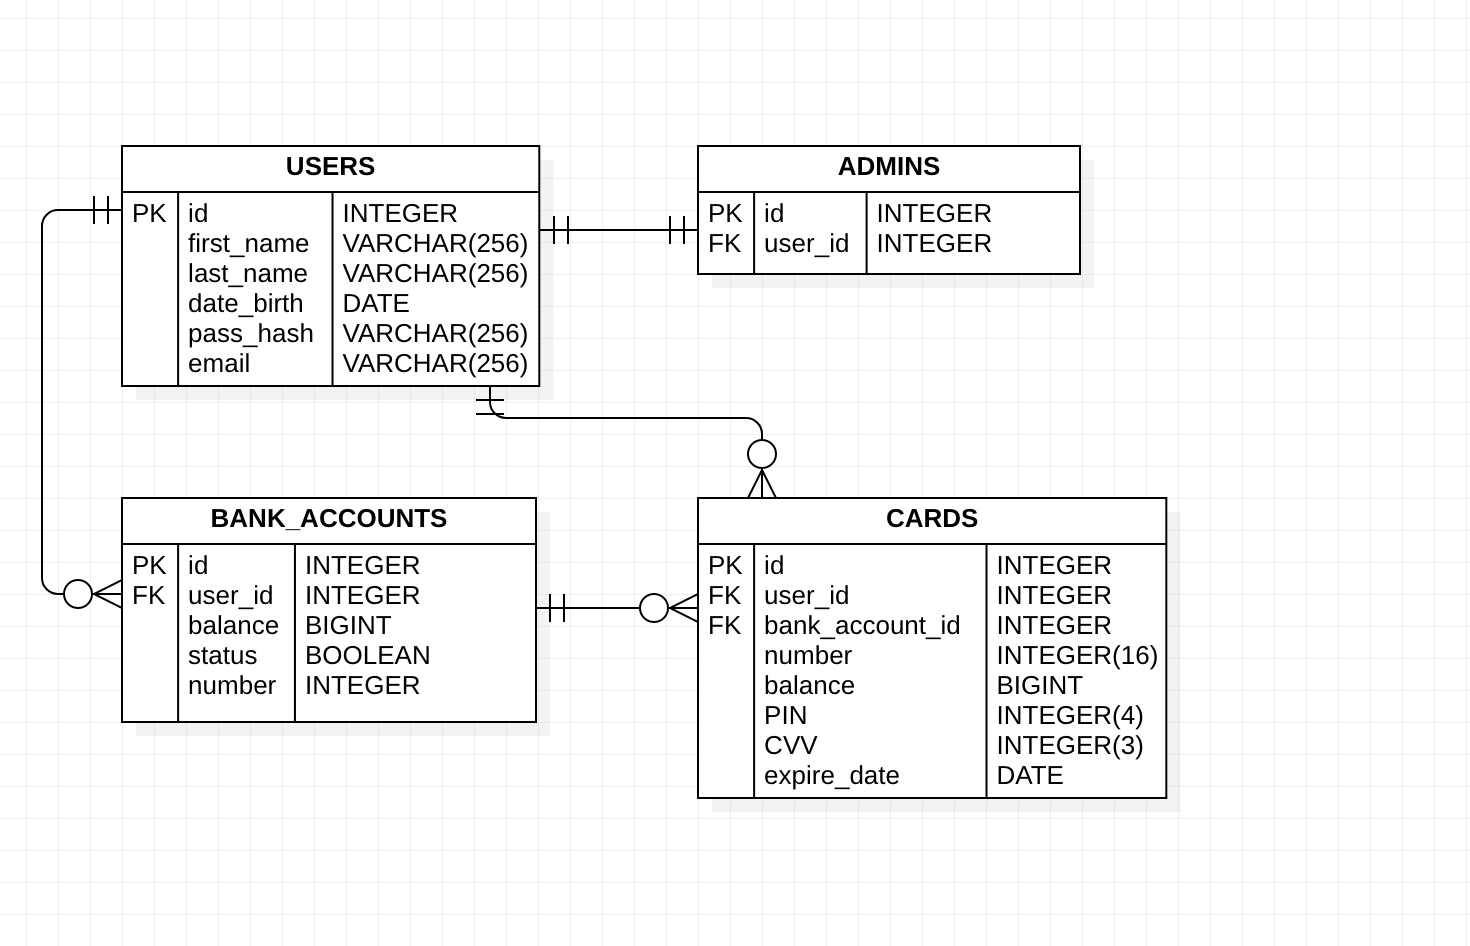 USERS
PK id INTEGER
first_name VARCHAR(256)
last_name VARCHAR(256)
date_birth DATE
pass_hash VARCHAR(256)
email VARCHAR(256)
ADMINS
PK id INTEGER
FK user_id INTEGER
BANK_ACCOUNTS
PK id INTEGER
FK user_id INTEGER
balance BIGINT
status BOOLEAN
number INTEGER
CARDS
PK id INTEGER
FK user_id INTEGER
FK bank_account_id INTEGER
number INTEGER(16)
balance BIGINT
PIN INTEGER(4)
CVV INTEGER(3)
expire_date DATE